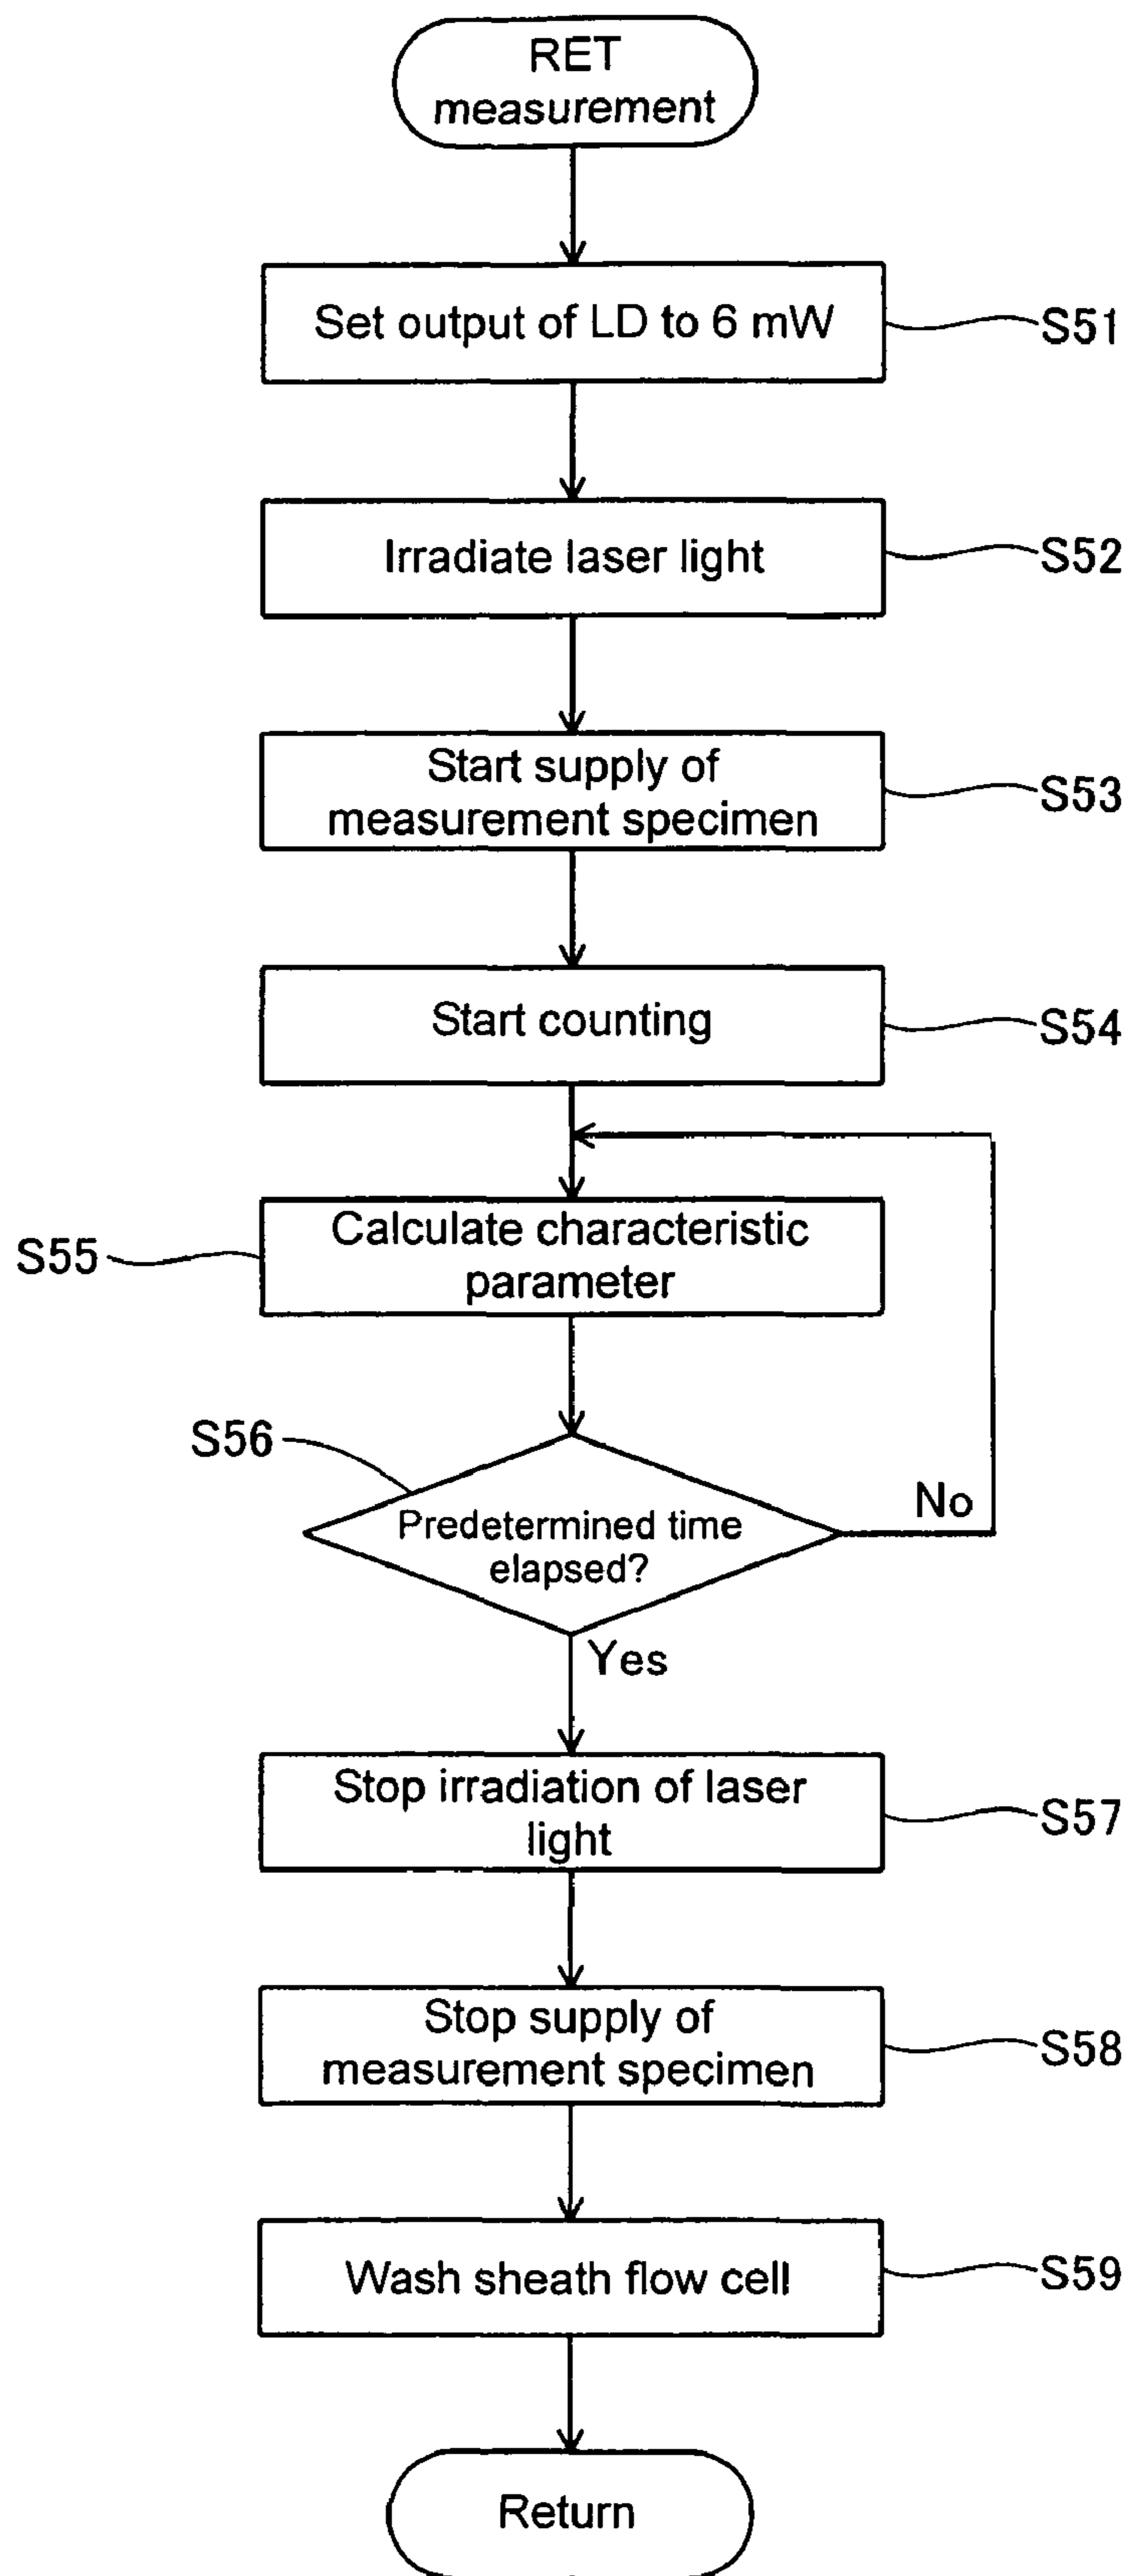 RET
measurement
Set output of LD to 6 mW
S51
Irradiate laser light
S52
Start supply of
measurement specimen
S53
Start counting
S54
Calculate characteristic
parameter
S55
S56
Predetermined time
elapsed?
No
Yes
Stop irradiation of laser
light
S57
Stop supply of
measurement specimen
S58
Wash sheath flow cell
S59
Return